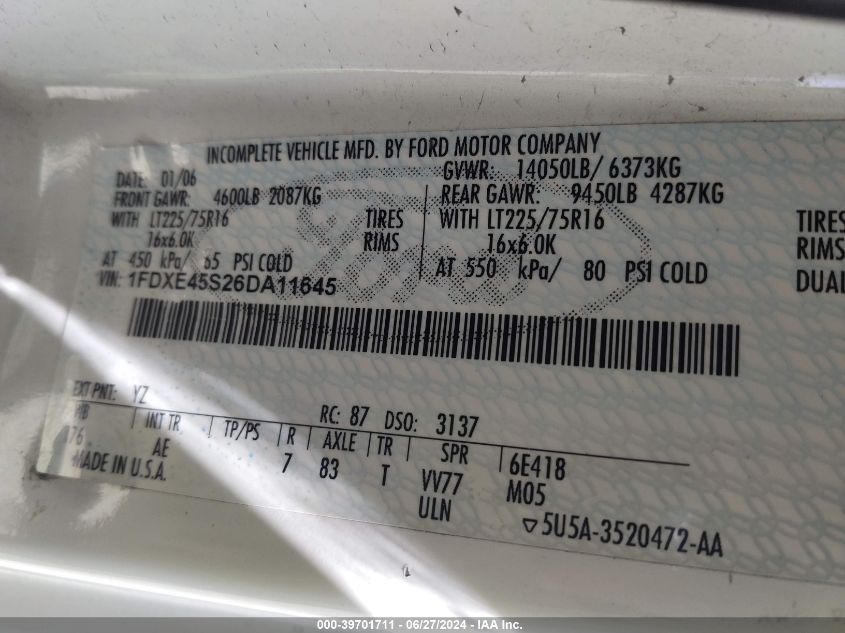 INCOMPLETE VEHICLE MFD. BY FORD MOTOR COMPANY
DATE: 01/06 GVWR: 14050LB/ 6373KG
FRONT GAWR: 4600LB 2087KG REAR GAWR: 9450LB 4287KG
WITH LT225/75R16 TIRES WITH LT225/75R16 TIRES
16x6.0K RIMS 16x6.0K RIMS
AT 450 kPa/ 65 PSI COLD AT 550 kPa/ 80 PSI COLD DUAL
VIN: 1FDXE45S26DA11645
EXT PNT: YZ RC: 87 DSO: 3137
WB INT TR TP/PS R AXLE TR SPR 6E418
176 AE 7 83 T VV77 M05
MADE IN U.S.A. ULN
5U5A-3520472-AA
000-39701711 - 06/27/2024 - IAA Inc.